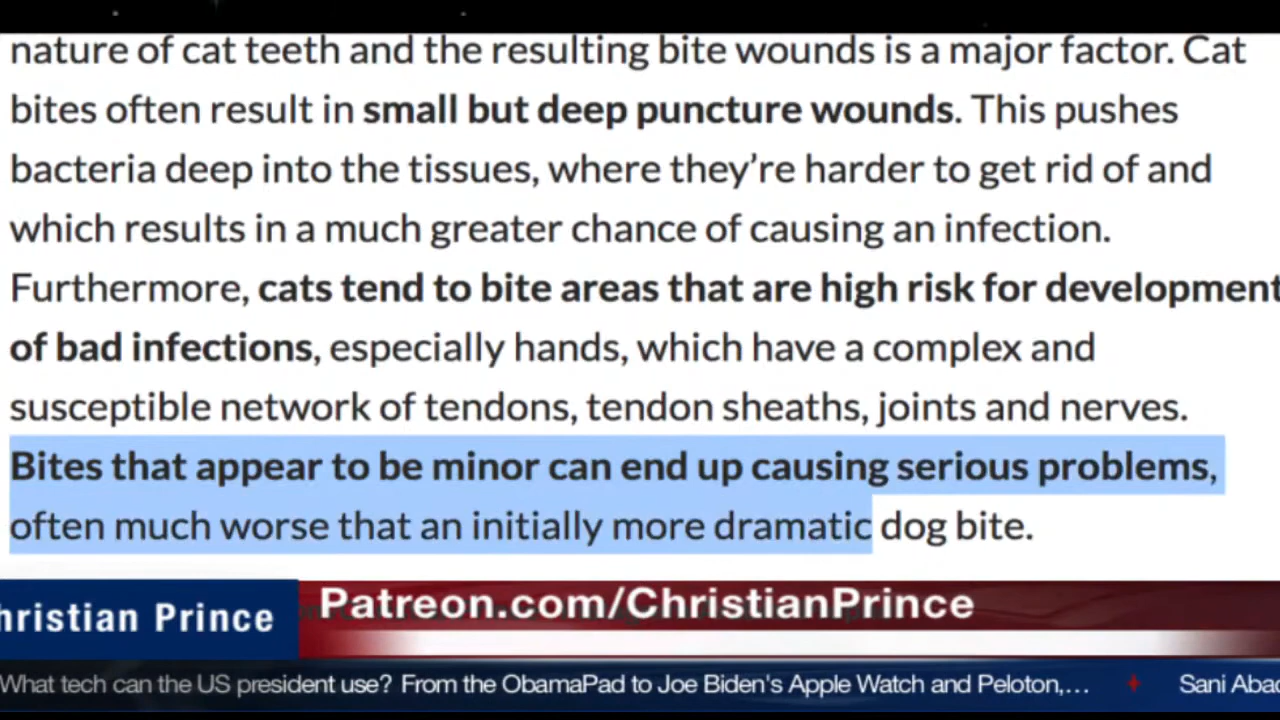 nature of cat teeth and the resulting bite wounds is a major factor. Cat
bites often result in small but deep puncture wounds. This pushes
bacteria deep into the tissues, where they’re harder to get rid of and
which results in a much greater chance of causing an infection.
Furthermore, cats tend to bite areas that are high risk for development
of bad infections, especially hands, which have a complex and
susceptible network of tendons, tendon sheaths, joints and nerves.
Bites that appear to be minor can end up causing serious problems,
often much worse that an initially more dramatic dog bite.
hristian Prince
Patreon.com/ChristianPrince
What tech can the US president use? From the ObamaPad to Joe Biden's Apple Watch and Peloton,... Sani Abac